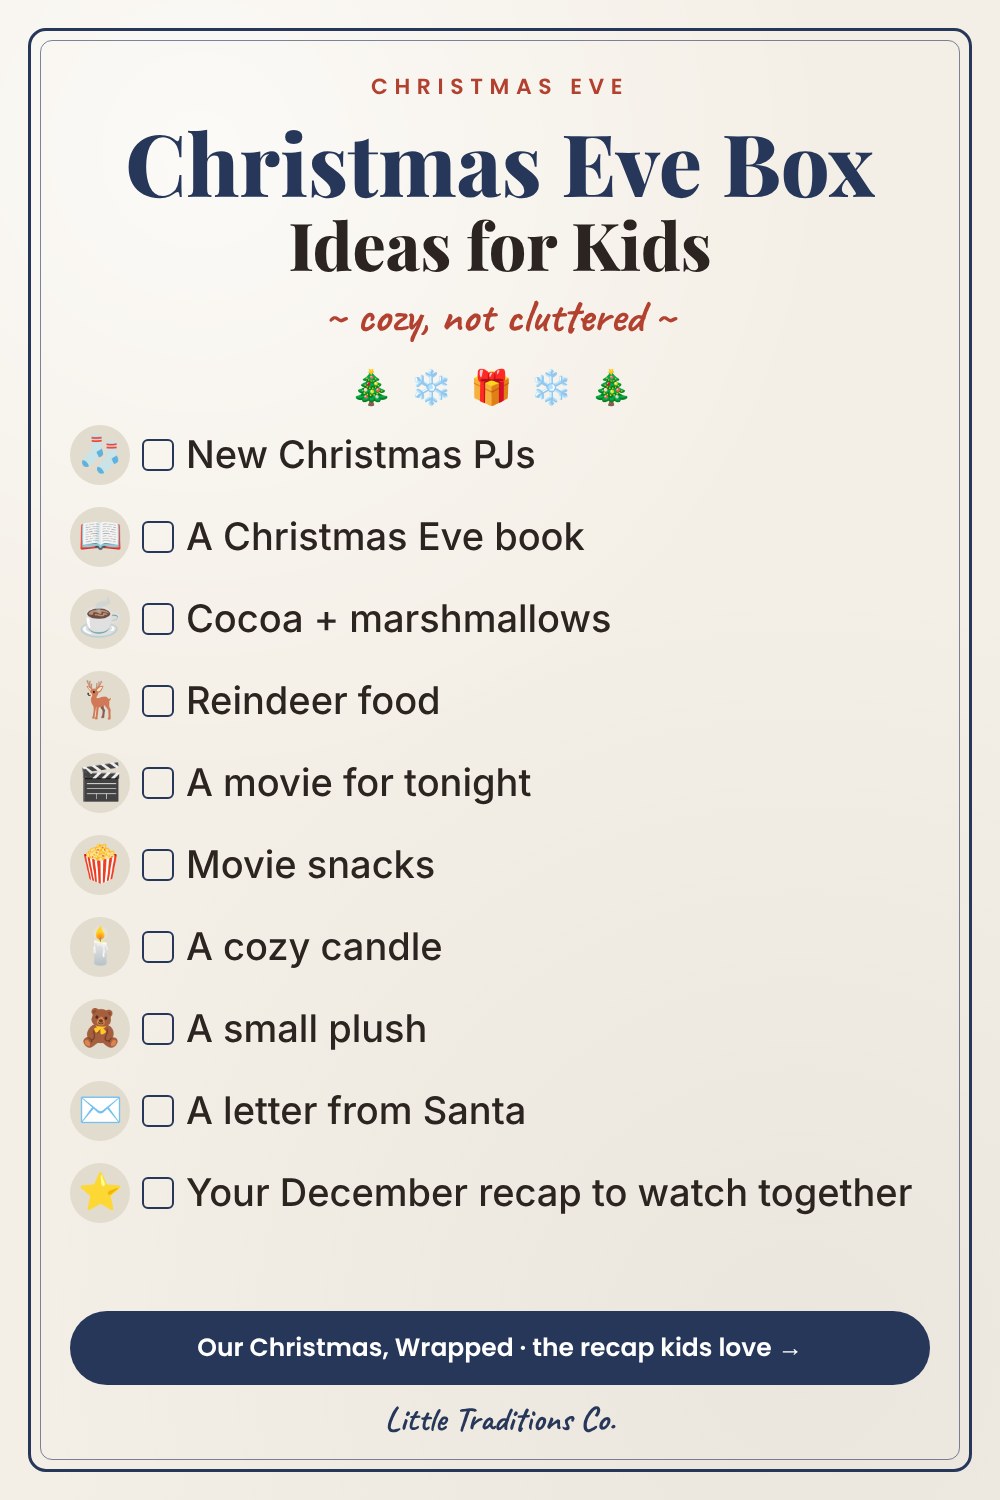 CHRISTMAS EVE
Christmas Eve Box
Ideas for Kids
~ cozy, not cluttered ~
New Christmas PJs
A Christmas Eve book
Cocoa + marshmallows
Reindeer food
A movie for tonight
Movie snacks
A cozy candle
A small plush
A letter from Santa
Your December recap to watch together
Our Christmas, Wrapped · the recap kids love →
Little Traditions Co.